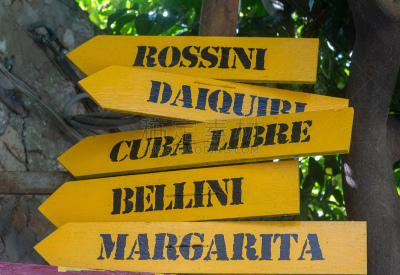 ROSSINI
DAIQUIRI
CUBA LIBRE
BELLINI
MARGARITA